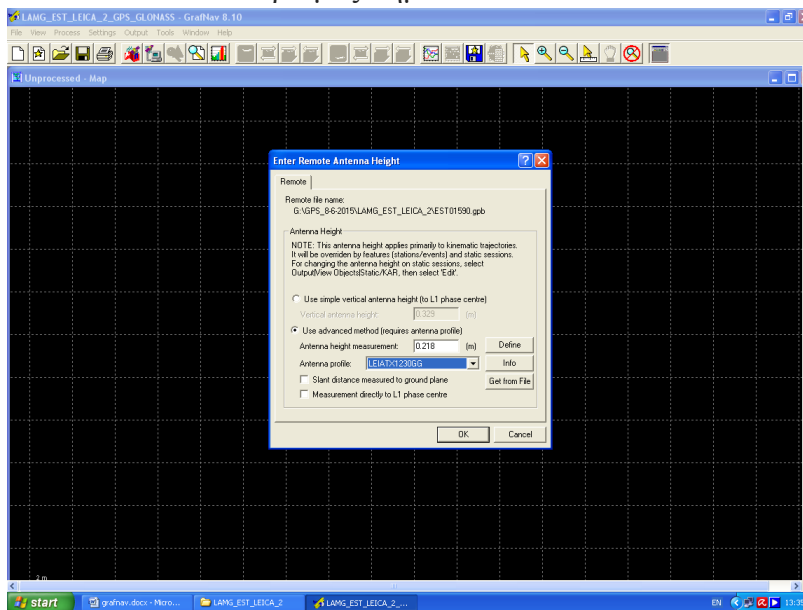 LAMG_EST_LEICA_2_GPS_GLONASS - GrafNav 8.10
File View Process Settings Output Tools Window Help
Unprocessed - Map
Enter Remote Antenna Height
Remote
Remote file name:
G:\GPS_8-6-2015\LAMG_EST_LEICA_2\EST01590.gpb
Antenna Height
NOTE: This antenna height applies primarily to kinematic trajectories.
It will be overriden by features (stations/events) and static sessions.
For changing the antenna height on static sessions, select
Output|View Objects|Static/KAR, then select 'Edit'.
Use simple vertical antenna height (to L1 phase centre)
Vertical antenna height: 0.329 (m)
Use advanced method (requires antenna profile)
Antenna height measurement: 0.218 (m) Define
Antenna profile: LEIATX1230GG Info
Slant distance measured to ground plane Get from File
Measurement directly to L1 phase centre
OK Cancel
2 m
start grafnav.docx - Micro... LAMG_EST_LEICA_2 LAMG_EST_LEICA_2_... EN